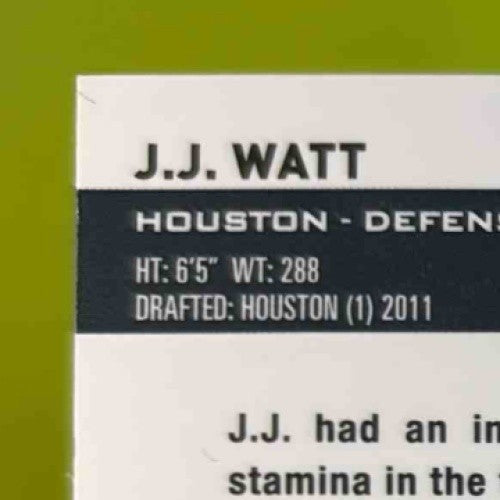 J.J. WATT
HOUSTON - DEFENS
HT: 6'5" WT: 288
DRAFTED: HOUSTON (1) 2011
J.J. had an in
stamina in the